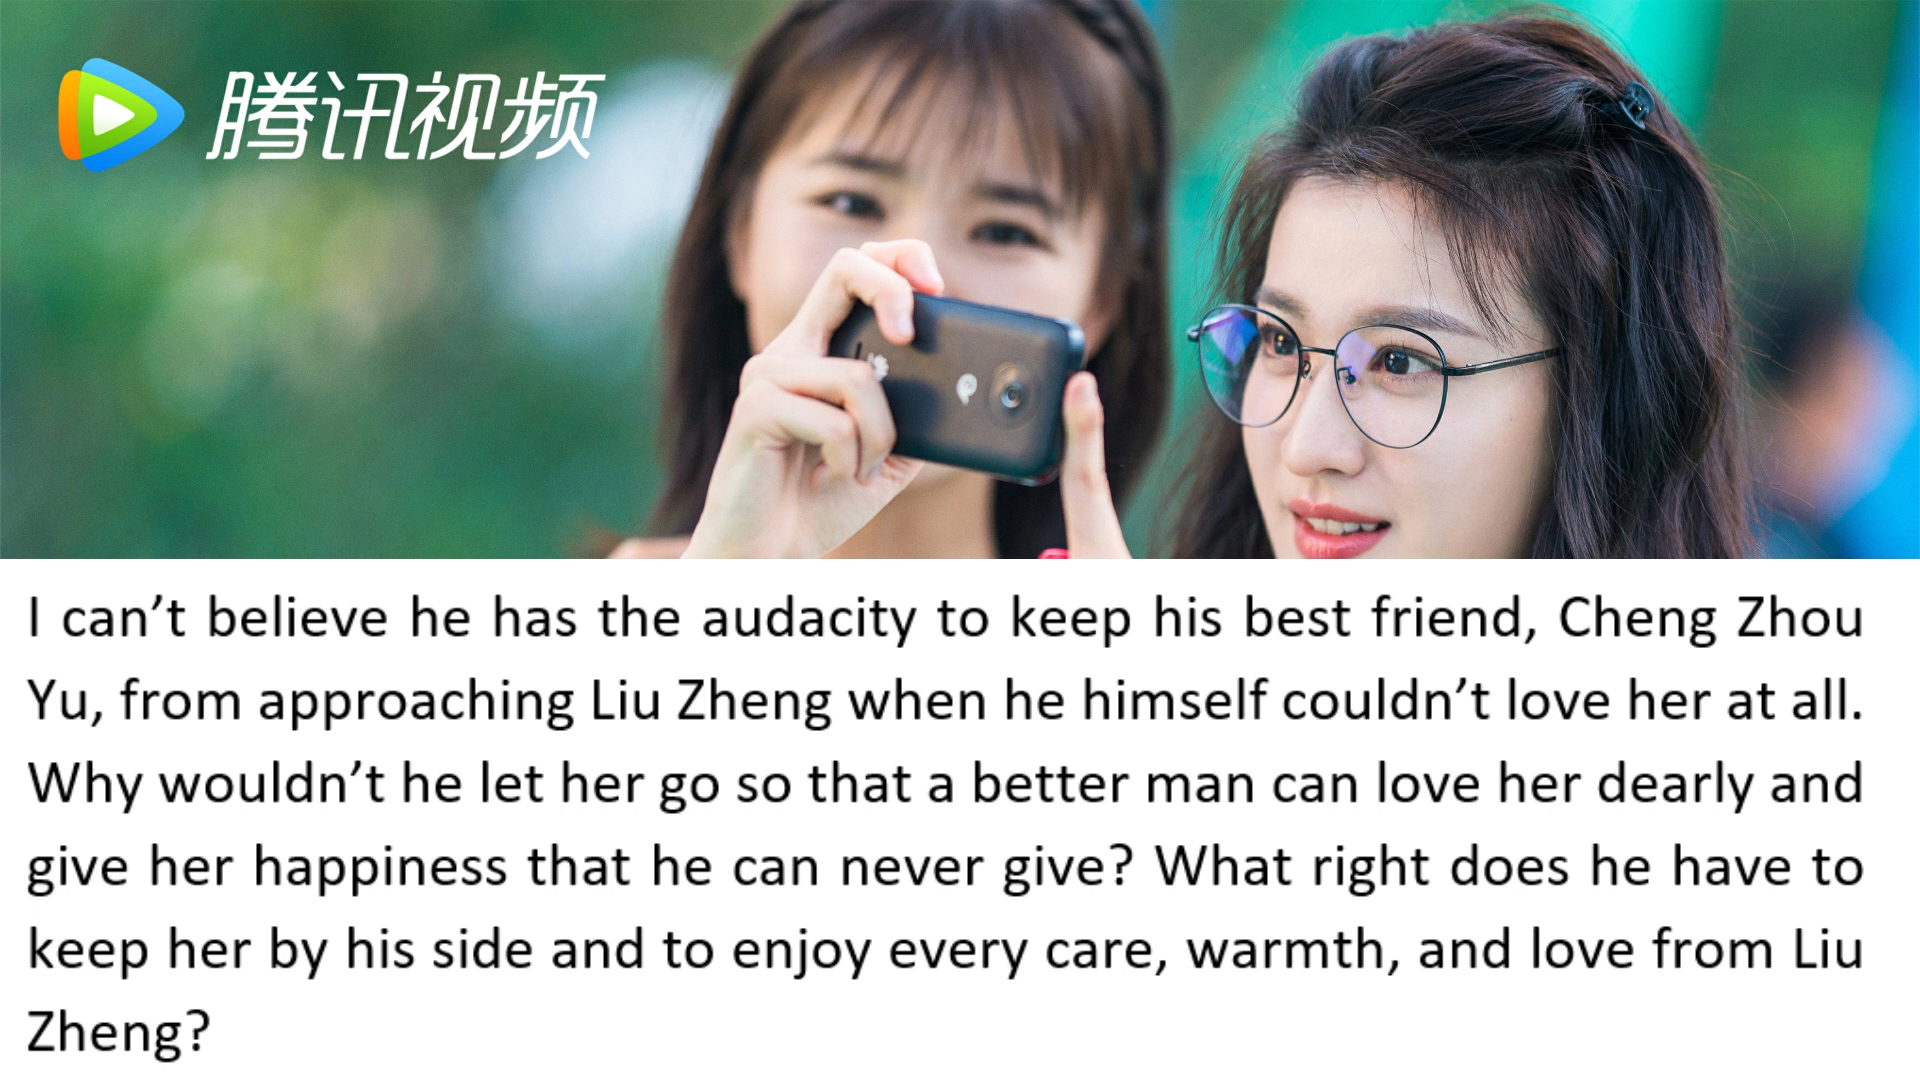 腾讯视频
I can’t believe he has the audacity to keep his best friend, Cheng Zhou
Yu, from approaching Liu Zheng when he himself couldn’t love her at all.
Why wouldn’t he let her go so that a better man can love her dearly and
give her happiness that he can never give? What right does he have to
keep her by his side and to enjoy every care, warmth, and love from Liu
Zheng?